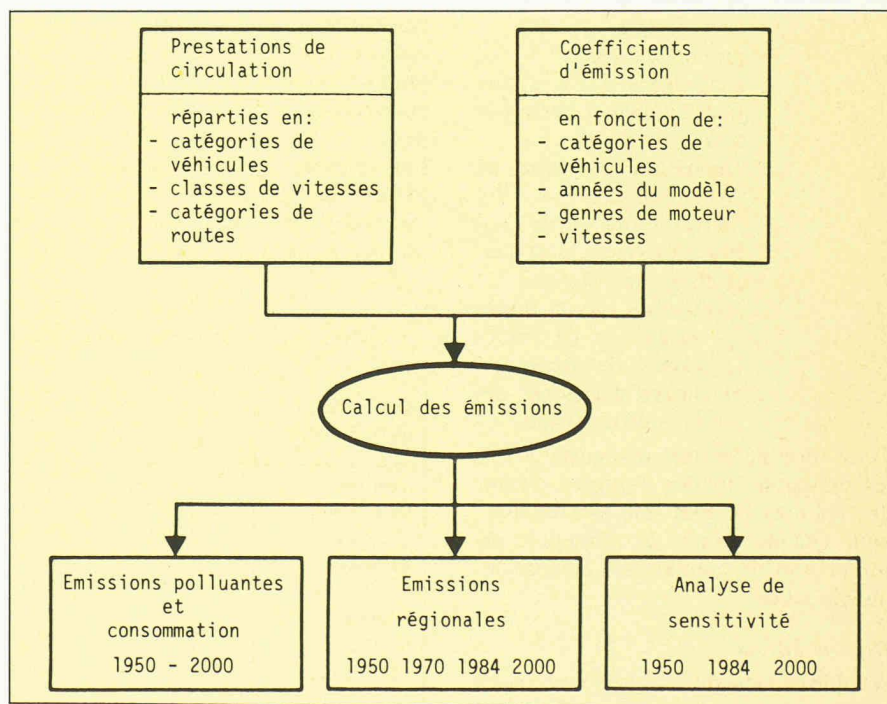 Prestations de
circulation
réparties en:
- catégories de
véhicules
- classes de vitesses
- catégories de
routes
Coefficients
d'émission
en fonction de:
- catégories de
véhicules
- années du modèle
- genres de moteur
- vitesses
Calcul des émissions
Emissions polluantes
et
consommation
1950 - 2000
Emissions
régionales
1950 1970 1984 2000
Analyse de
sensitivité
1950 1984 2000